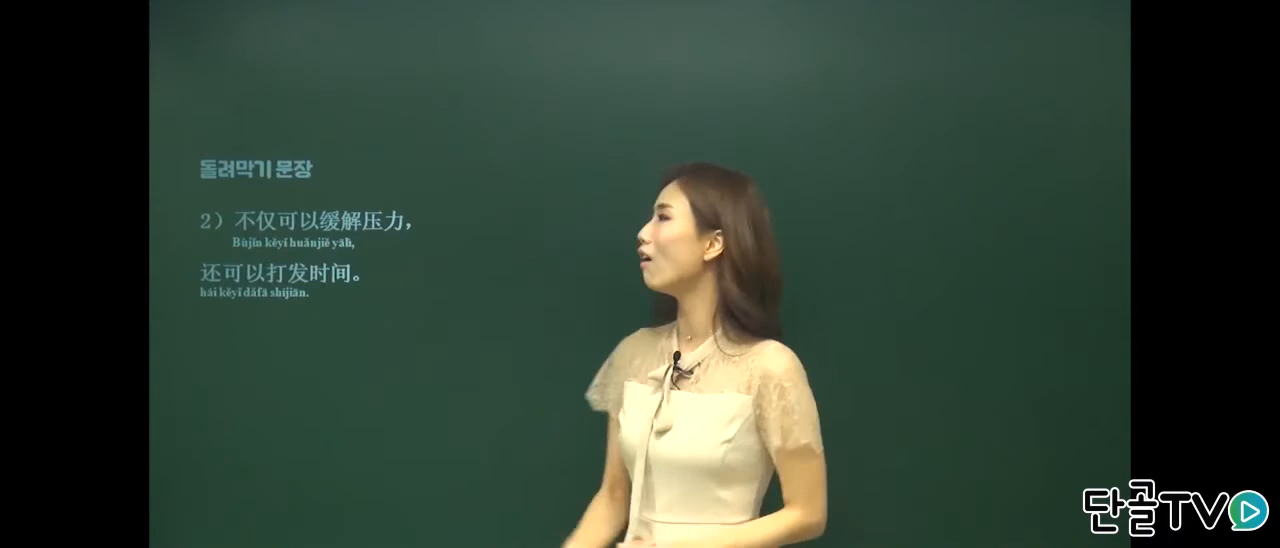 돌려막기 문장
2）不仅可以缓解压力，
Bùjǐn kěyǐ huǎnjiě yālì,
还可以打发时间。
hái kěyǐ dǎfā shíjiān.
단골TV